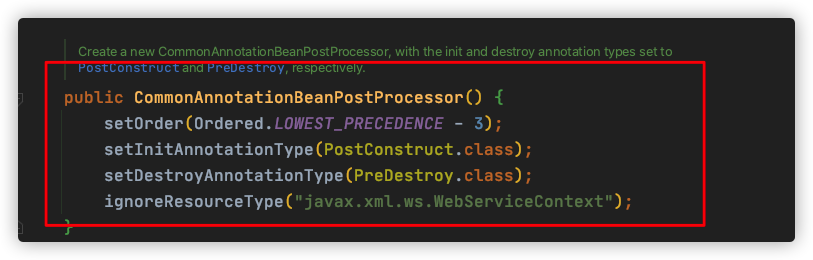 Create a new CommonAnnotationBeanPostProcessor, with the init and destroy annotation types set to
PostConstruct and PreDestroy, respectively.
public CommonAnnotationBeanPostProcessor() {
setOrder(Ordered.LOWEST_PRECEDENCE - 3);
setInitAnnotationType(PostConstruct.class);
setDestroyAnnotationType(PreDestroy.class);
ignoreResourceType("javax.xml.ws.WebServiceContext");
}